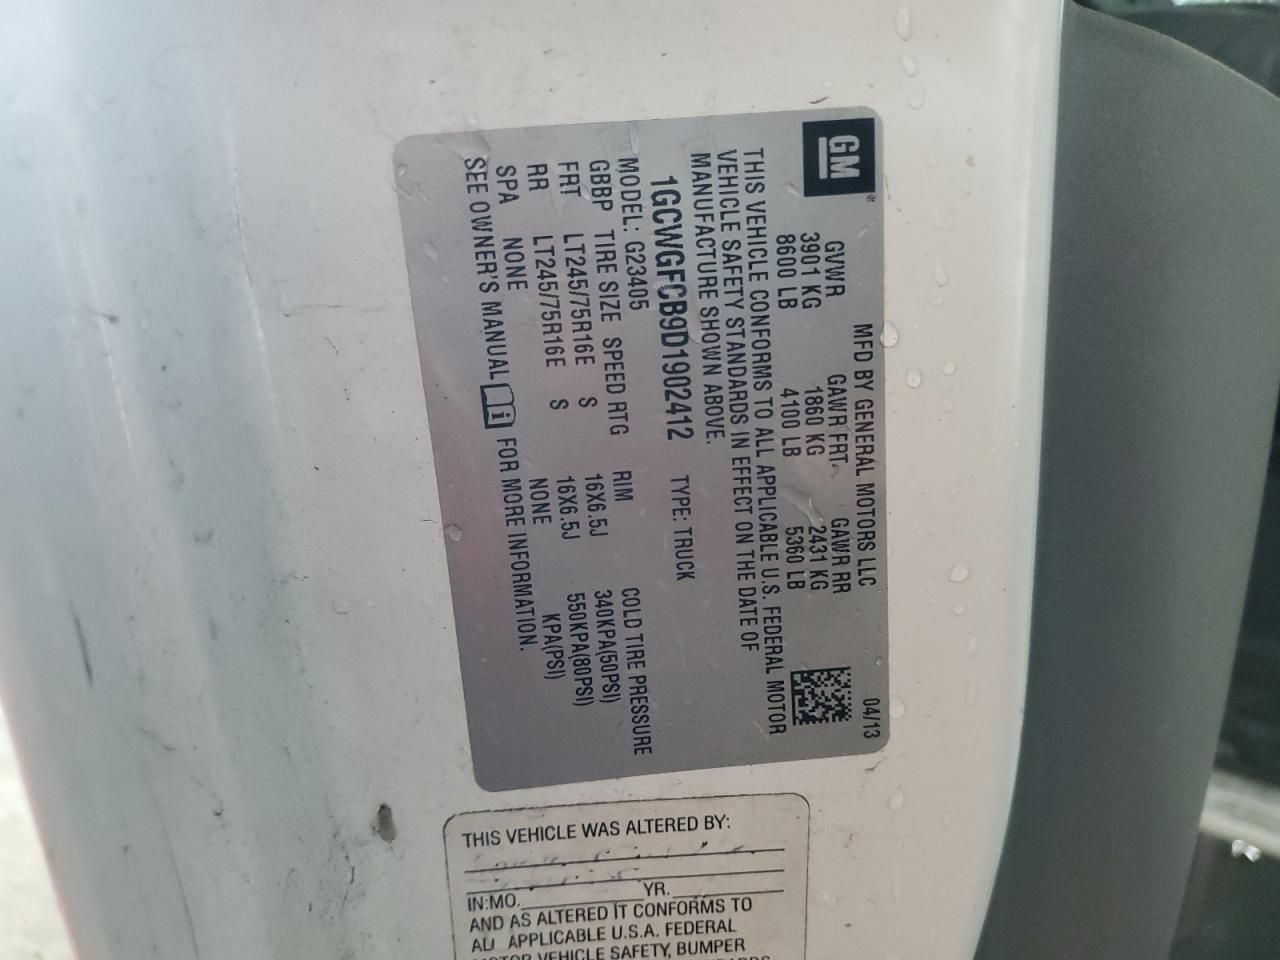 GM
MFD BY GENERAL MOTORS LLC 04/13
GVWR GAWR FRT GAWR RR
3901 KG 1860 KG 2431 KG
8600 LB 4100 LB 5360 LB
THIS VEHICLE CONFORMS TO ALL APPLICABLE U.S. FEDERAL MOTOR
VEHICLE SAFETY STANDARDS IN EFFECT ON THE DATE OF
MANUFACTURE SHOWN ABOVE.
1GCWGFCB9D1902412 TYPE: TRUCK
MODEL: G23405
GBBP TIRE SIZE SPEED RTG RIM COLD TIRE PRESSURE
FRT LT245/75R16E S 16X6.5J 340KPA(50PSI)
RR LT245/75R16E S 16X6.5J 550KPA(80PSI)
SPA NONE NONE KPA(PSI)
SEE OWNER'S MANUAL i FOR MORE INFORMATION.
THIS VEHICLE WAS ALTERED BY:
IN:MO. YR.
AND AS ALTERED IT CONFORMS TO
APPLICABLE U.S.A. FEDERAL
MOTOR VEHICLE SAFETY, BUMPER